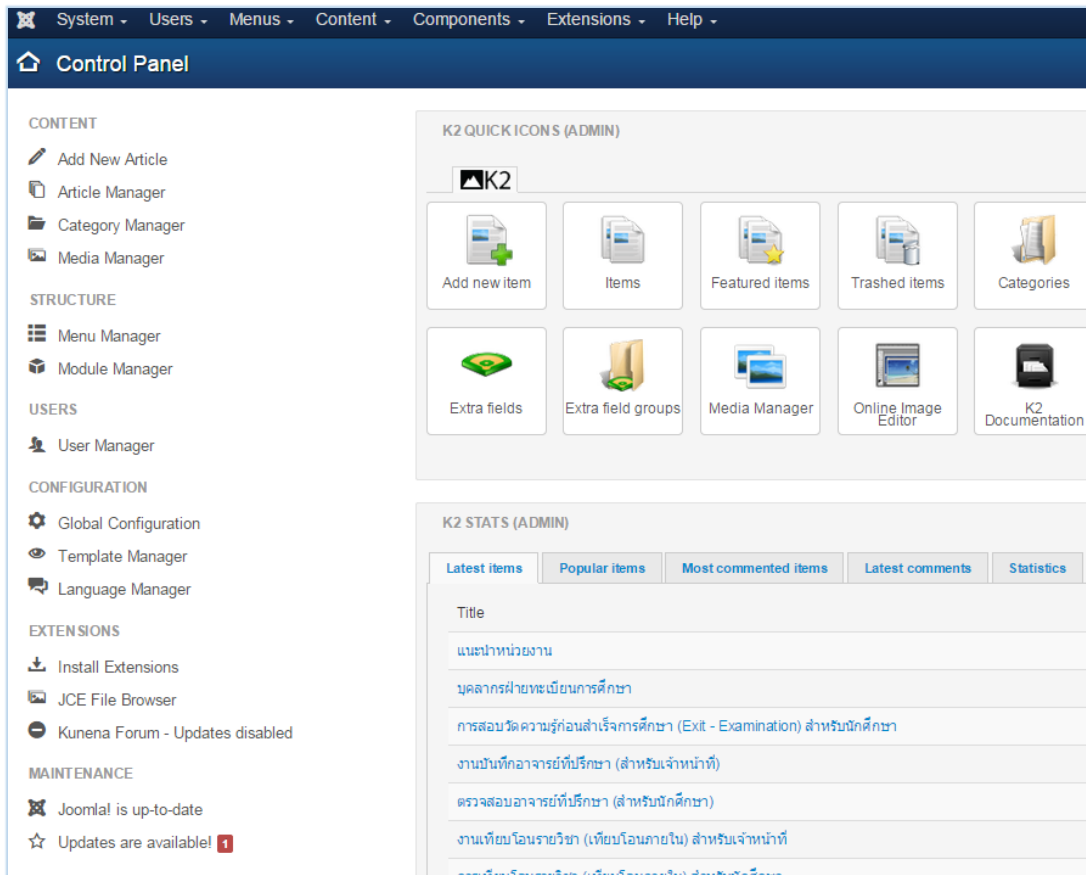 System Users Menus Content Components Extensions Help
Control Panel
CONTENT
Add New Article
Article Manager
Category Manager
Media Manager
STRUCTURE
Menu Manager
Module Manager
USERS
User Manager
CONFIGURATION
Global Configuration
Template Manager
Language Manager
EXTENSIONS
Install Extensions
JCE File Browser
Kunena Forum - Updates disabled
MAINTENANCE
Joomla! is up-to-date
Updates are available! 1
K2 QUICK ICONS (ADMIN)
K2
Add new item Items Featured items Trashed items Categories
Extra fields Extra field groups Media Manager Online Image Editor K2 Documentation
K2 STATS (ADMIN)
Latest items Popular items Most commented items Latest comments Statistics
Title
แนะนำหน่วยงาน
บุคลากรฝ่ายทะเบียนการศึกษา
การสอบวัดความรู้ก่อนสำเร็จการศึกษา (Exit - Examination) สำหรับนักศึกษา
งานบันทึกอาจารย์ที่ปรึกษา (สำหรับเจ้าหน้าที่)
ตรวจสอบอาจารย์ที่ปรึกษา (สำหรับนักศึกษา)
งานเทียบโอนรายวิชา (เทียบโอนภายใน) สำหรับเจ้าหน้าที่